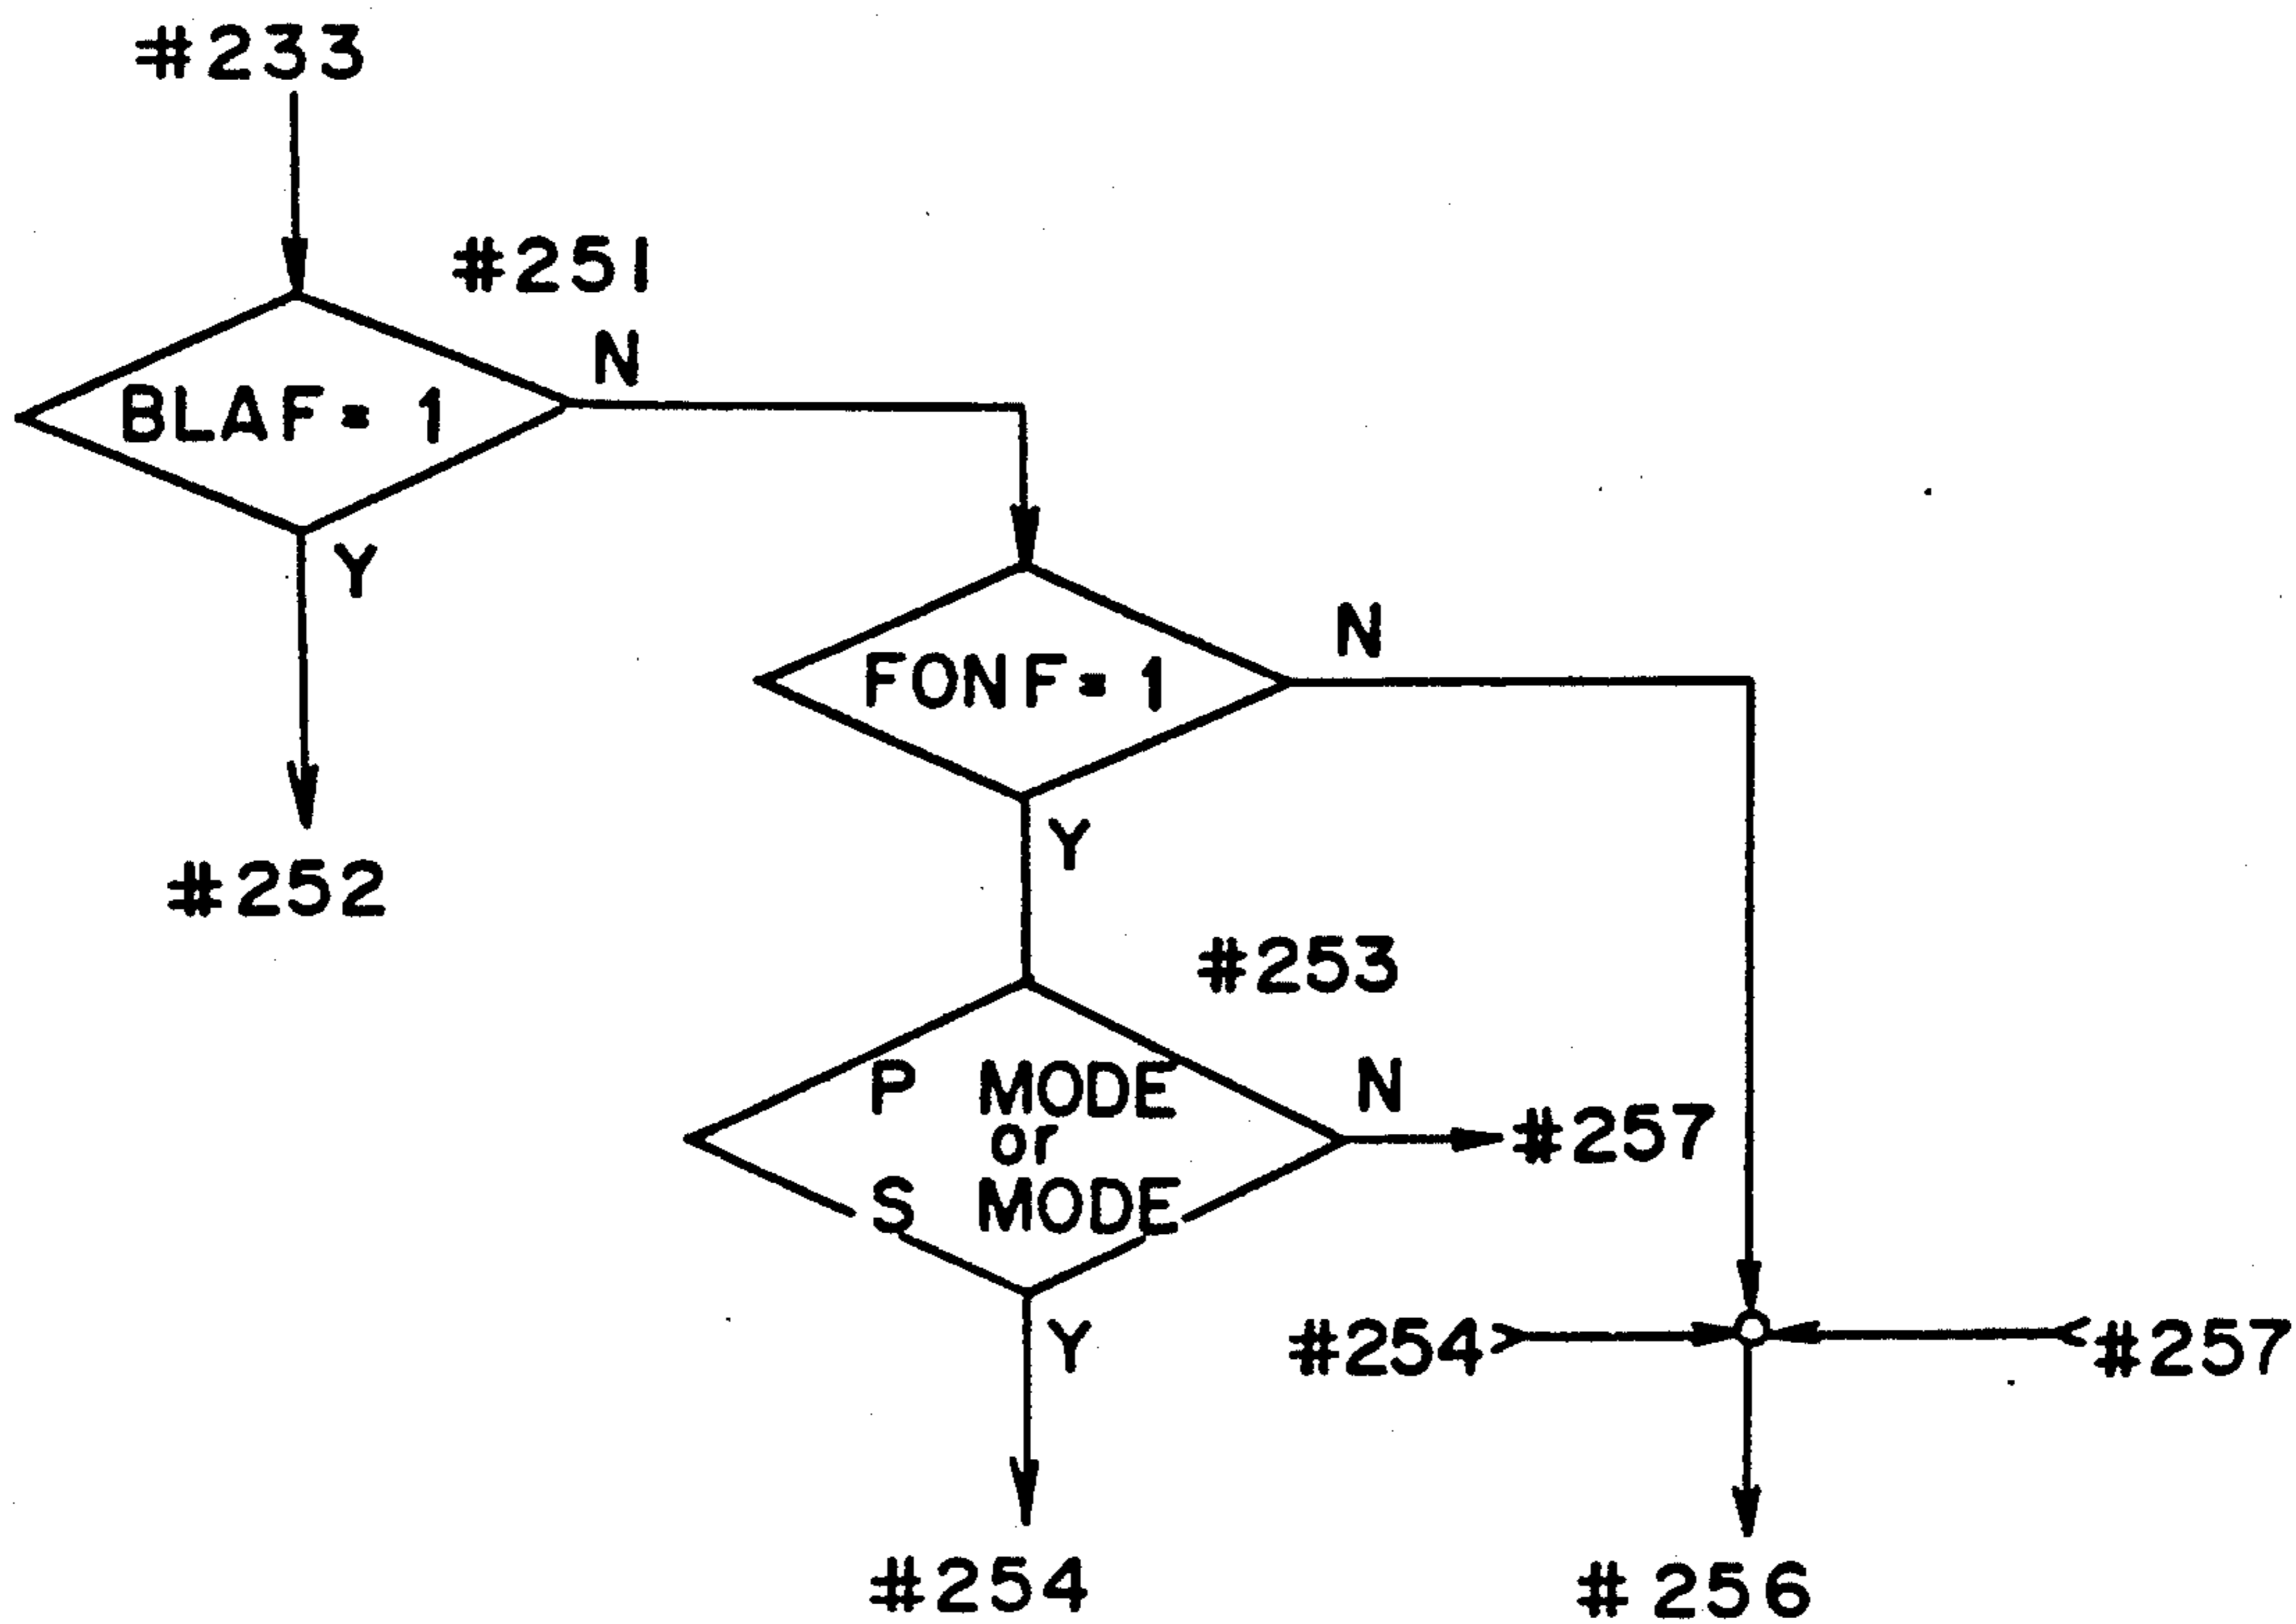 #233
#251
N
BLAF= 1
Y
N
FONF= 1
Y
#252
#253
P MODE
N
or
#257
S MODE
Y
#254
#257
#254
#256